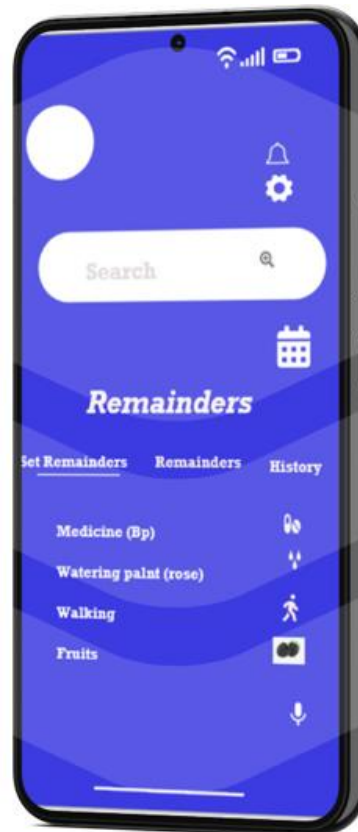 Search
Remainders
Set Remainders Remainders History
Medicine (Bp)
Watering palnt (rose)
Walking
Fruits